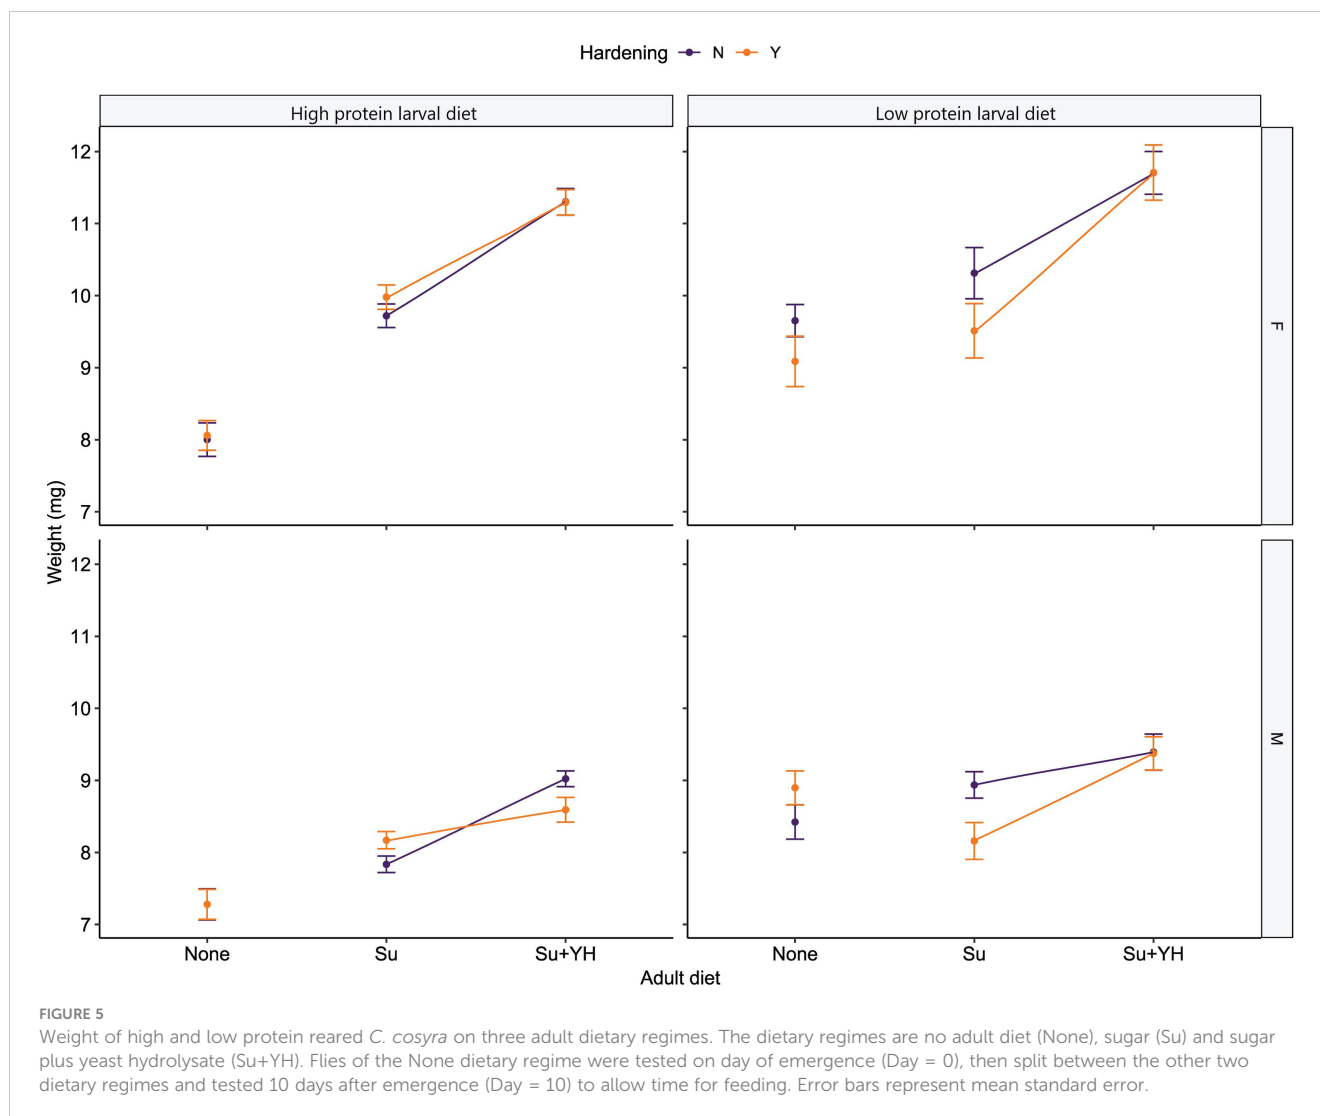 Hardening N Y
High protein larval diet Low protein larval diet
12
11
10
9
8
7
F
Weight (mg)
12
11
10
9
8
7
M
None Su Su+YH None Su Su+YH
Adult diet
FIGURE 5
Weight of high and low protein reared C. cosyra on three adult dietary regimes. The dietary regimes are no adult diet (None), sugar (Su) and sugar
plus yeast hydrolysate (Su+YH). Flies of the None dietary regime were tested on day of emergence (Day = 0), then split between the other two
dietary regimes and tested 10 days after emergence (Day = 10) to allow time for feeding. Error bars represent mean standard error.